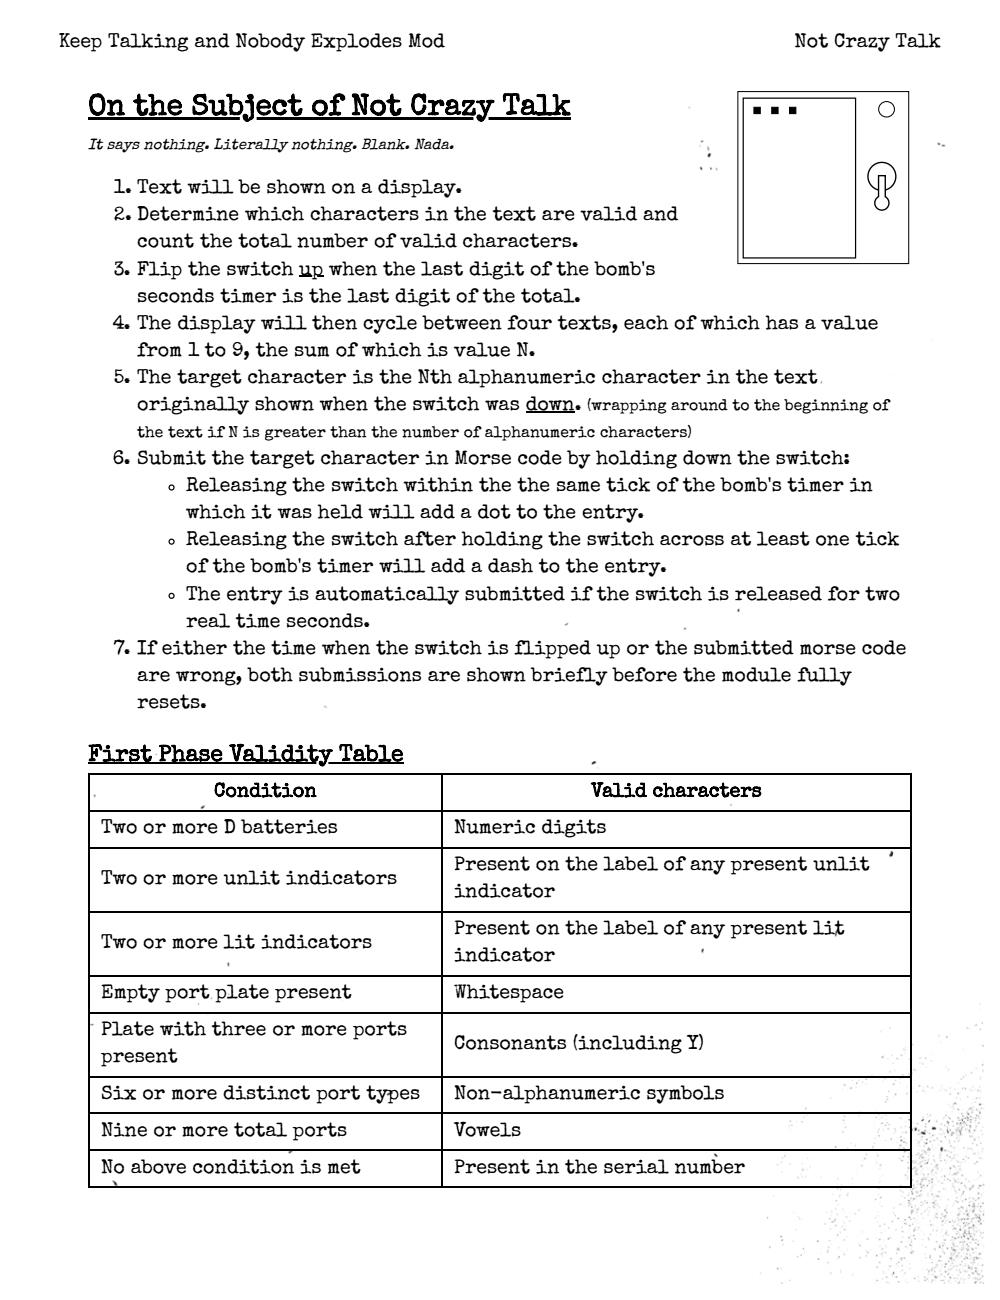 Keep Talking and Nobody Explodes Mod
Not Crazy Talk
On the Subject of Not Crazy Talk
It says nothing. Literally nothing. Blank. Nada.
1. Text will be shown on a display.
2. Determine which characters in the text are valid and
count the total number of valid characters.
3. Flip the switch up when the last digit of the bomb's
seconds timer is the last digit of the total.
4. The display will then cycle between four texts, each of which has a value
from 1 to 9, the sum of which is value N.
5. The target character is the Nth alphanumeric character in the text
originally shown when the switch was down. (wrapping around to the beginning of
the text if N is greater than the number of alphanumeric characters)
6. Submit the target character in Morse code by holding down the switch:
◦ Releasing the switch within the the same tick of the bomb's timer in
which it was held will add a dot to the entry.
◦ Releasing the switch after holding the switch across at least one tick
of the bomb's timer will add a dash to the entry.
◦ The entry is automatically submitted if the switch is released for two
real time seconds.
7. If either the time when the switch is flipped up or the submitted morse code
are wrong, both submissions are shown briefly before the module fully
resets.
First Phase Validity Table
Condition
Valid characters
Two or more D batteries
Numeric digits
Two or more unlit indicators
Present on the label of any present unlit
indicator
Two or more lit indicators
Present on the label of any present lit
indicator
Empty port plate present
Whitespace
Plate with three or more ports
present
Consonants (including Y)
Six or more distinct port types
Non-alphanumeric symbols
Nine or more total ports
Vowels
No above condition is met
Present in the serial number